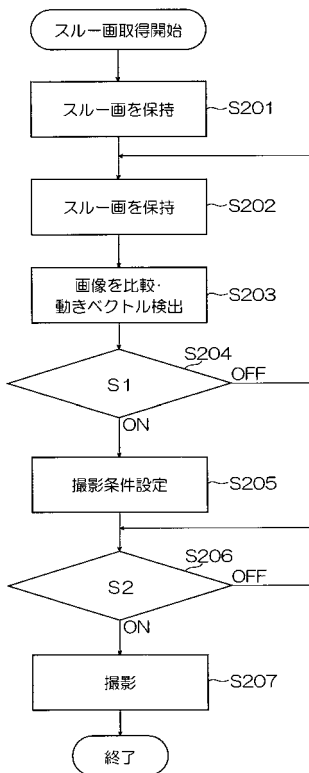 スルー画取得開始
スルー画を保持
S201
スルー画を保持
S202
画像を比較・
動きベクトル検出
S203
S204
S1
OFF
ON
撮影条件設定
S205
S206
S2
OFF
ON
撮影
S207
終了